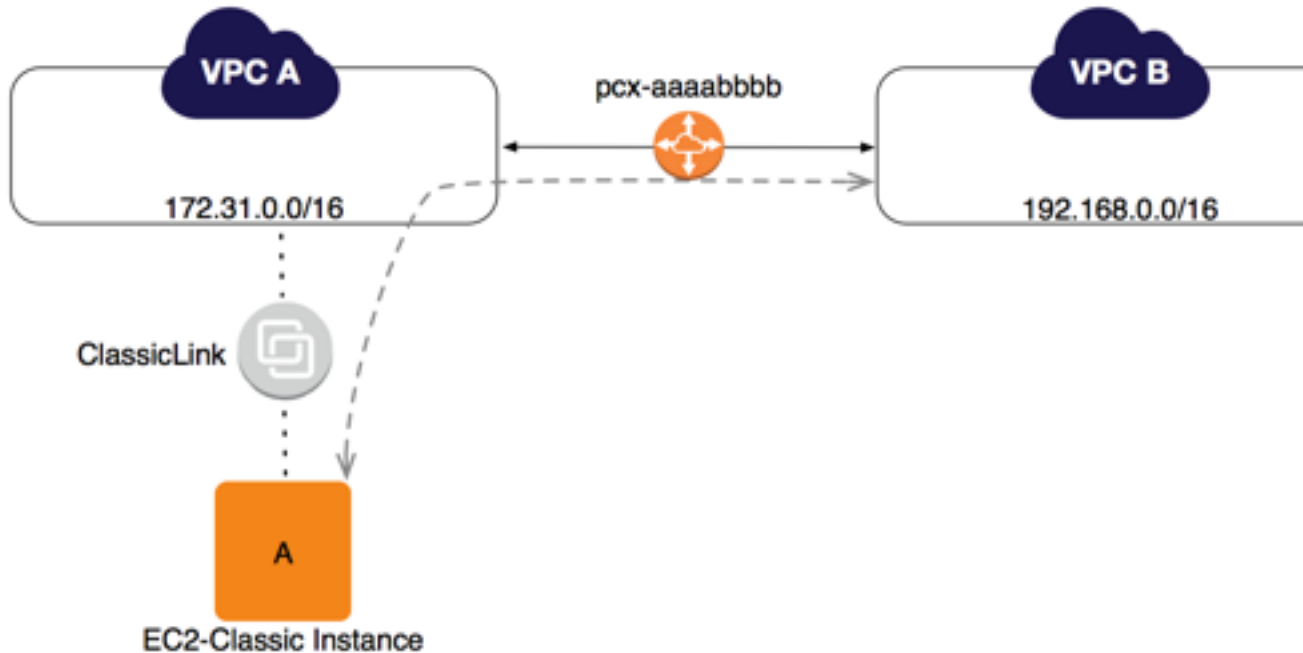 VPC A
VPC B
pcx-aaaabbbb
172.31.0.0/16
192.168.0.0/16
ClassicLink
A
EC2-Classic Instance